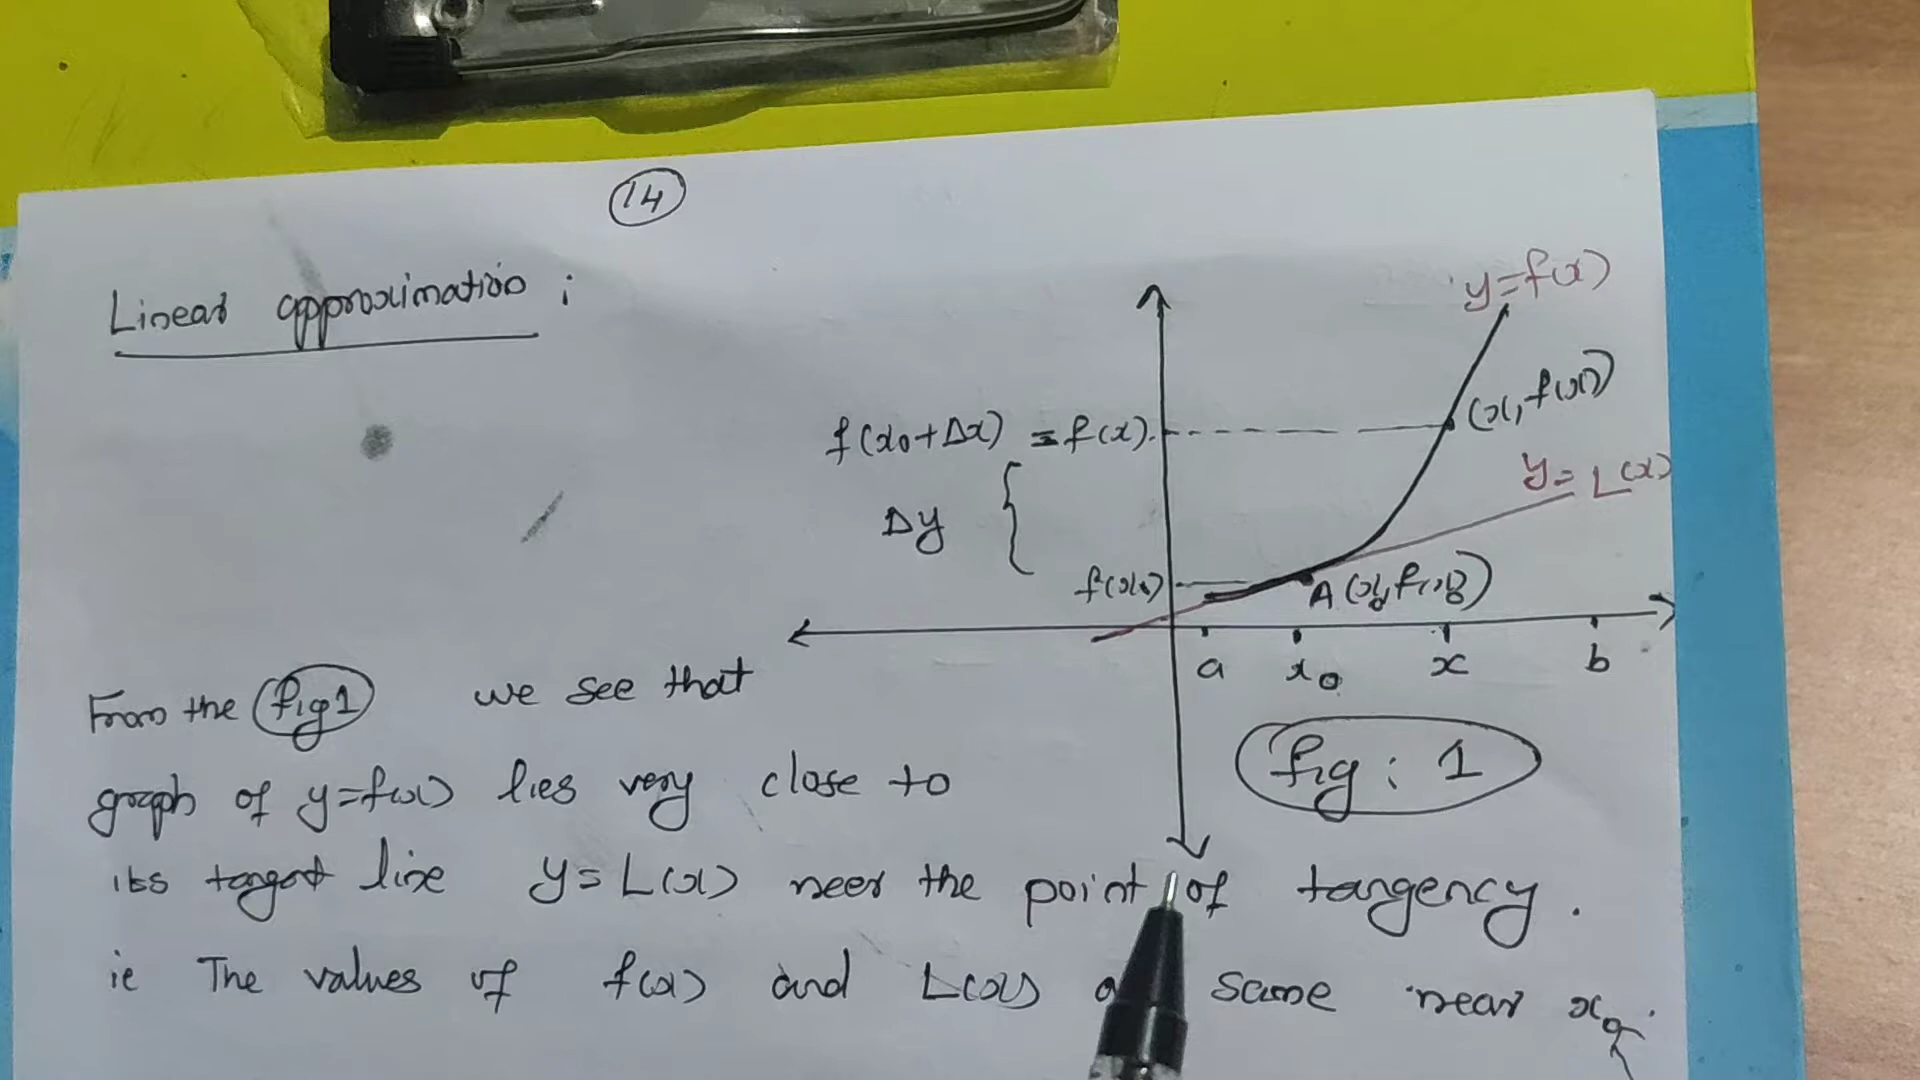 14
Linear approximation :
y=f(x)
(x, f(x))
f(x₀+Δx) = f(x)
y= L(x)
Δy
f(x₀)
A (x₀, f(x₀))
a x₀ x b
From the fig 1 we see that
fig : 1
graph of y=f(x) lies very close to
its tangent line y= L(x) near the point of tangency.
ie The values of f(x) and L(x) same near x₀.